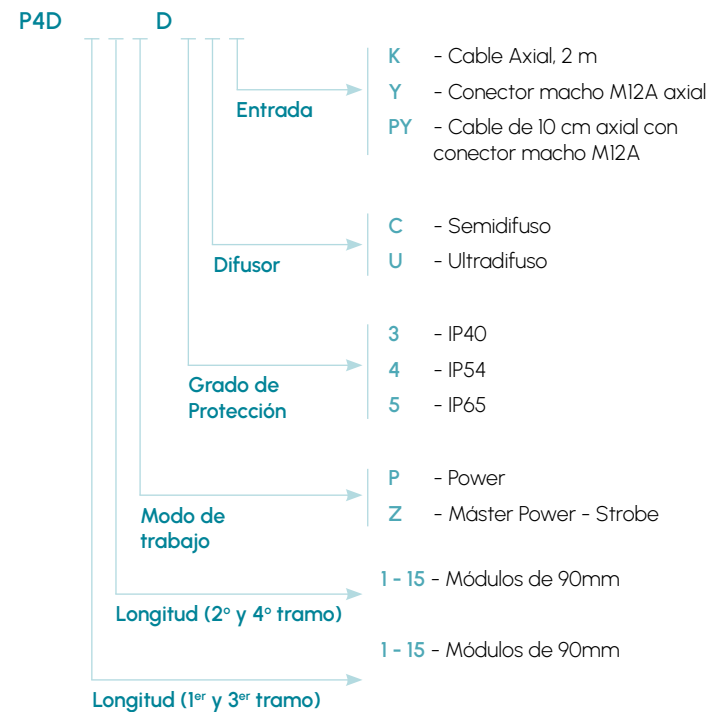 P4D D
K - Cable Axial, 2 m
Y - Conector macho M12A axial
Entrada
PY - Cable de 10 cm axial con
conector macho M12A
C - Semidifuso
Difusor
U - Ultradifuso
3 - IP40
4 - IP54
Grado de
Protección
5 - IP65
P - Power
Modo de
trabajo
Z - Máster Power - Strobe
1 - 15 - Módulos de 90mm
Longitud (2º y 4º tramo)
1 - 15 - Módulos de 90mm
Longitud (1er y 3er tramo)